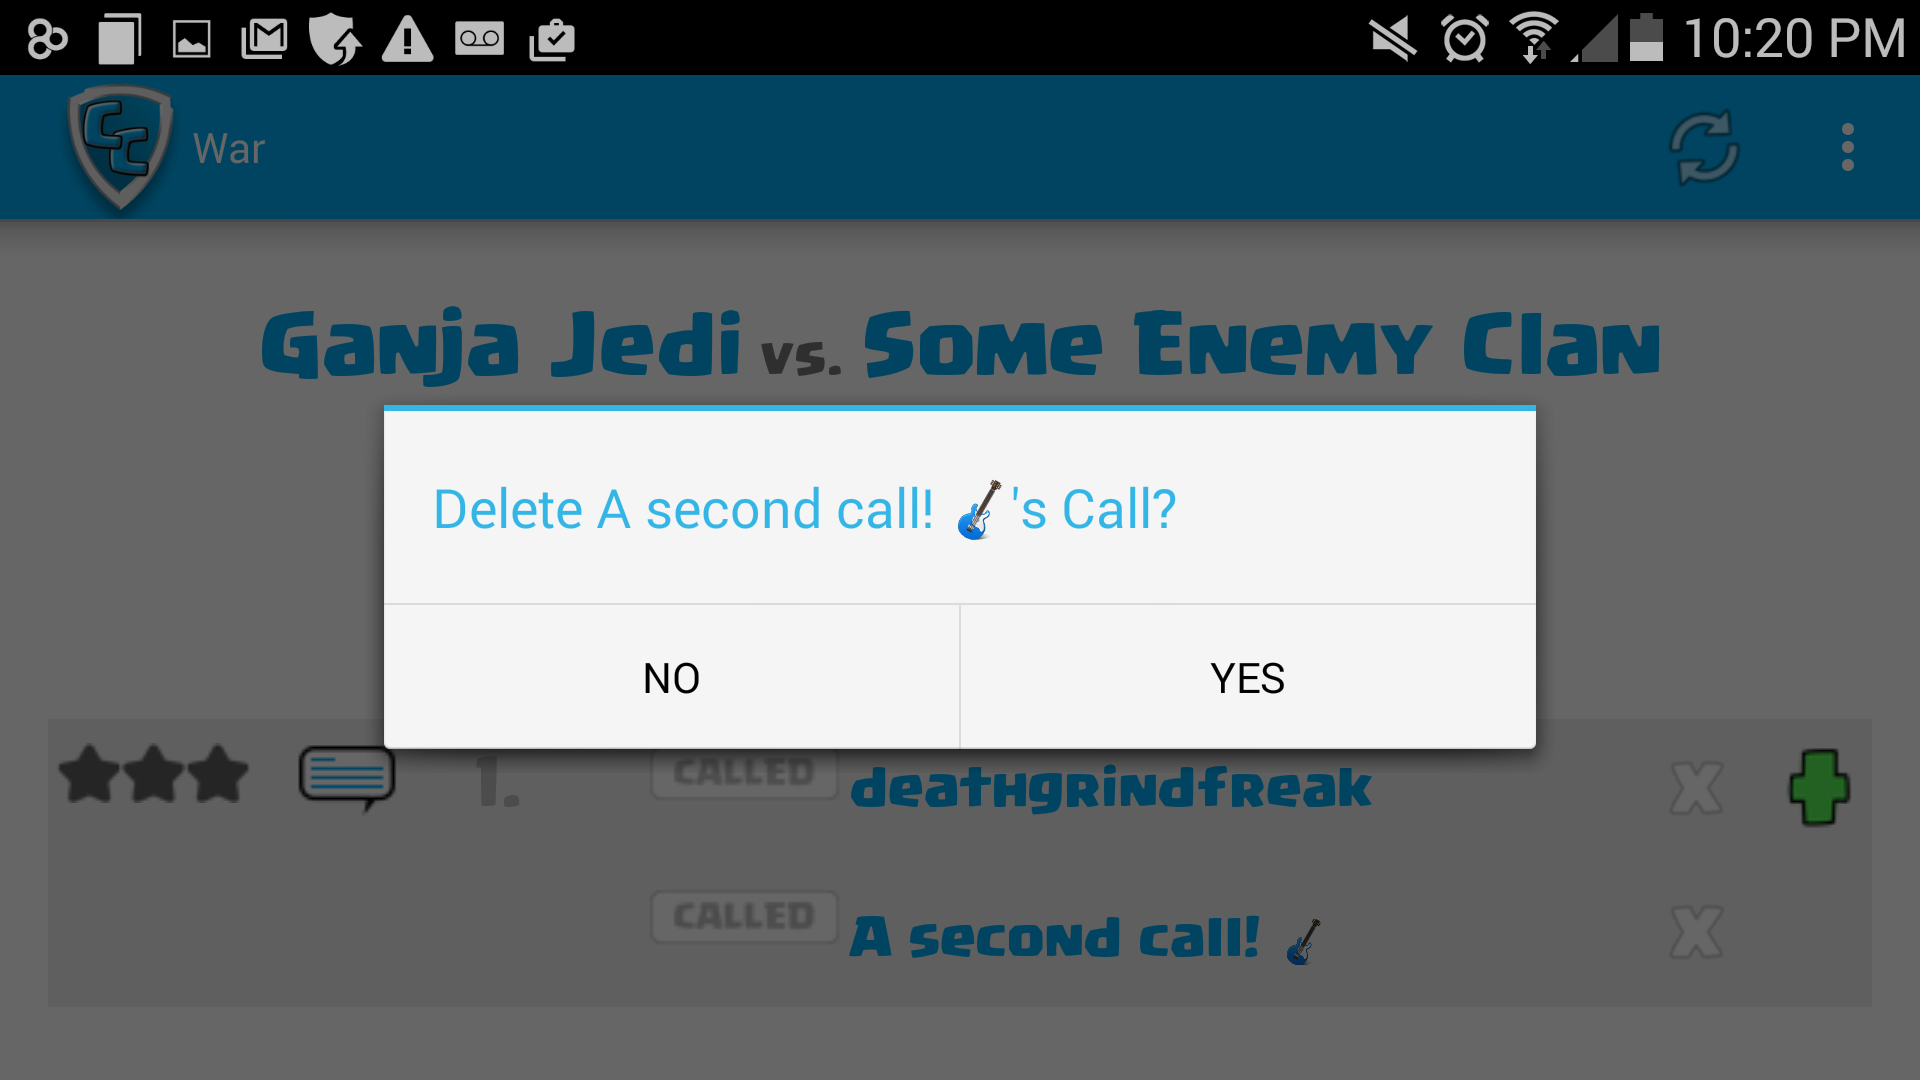 10:20 PM
CC
War
Ganja Jedi vs. Some Enemy Clan
Delete A second call! 🎸's Call?
NO
YES
1.
CALLED
deathgrindfreak
X
CALLED
A second call! 🎸
X